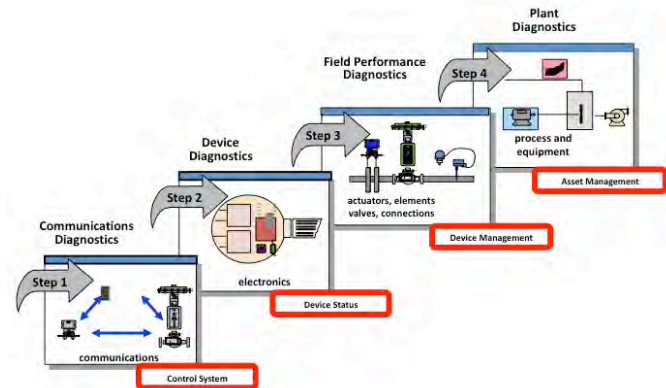 Communications
Diagnostics
Step 1
communications
Control System
Device
Diagnostics
Step 2
electronics
Device Status
Field Performance
Diagnostics
Step 3
actuators, elements
valves, connections
Device Management
Plant
Diagnostics
Step 4
process and
equipment
Asset Management